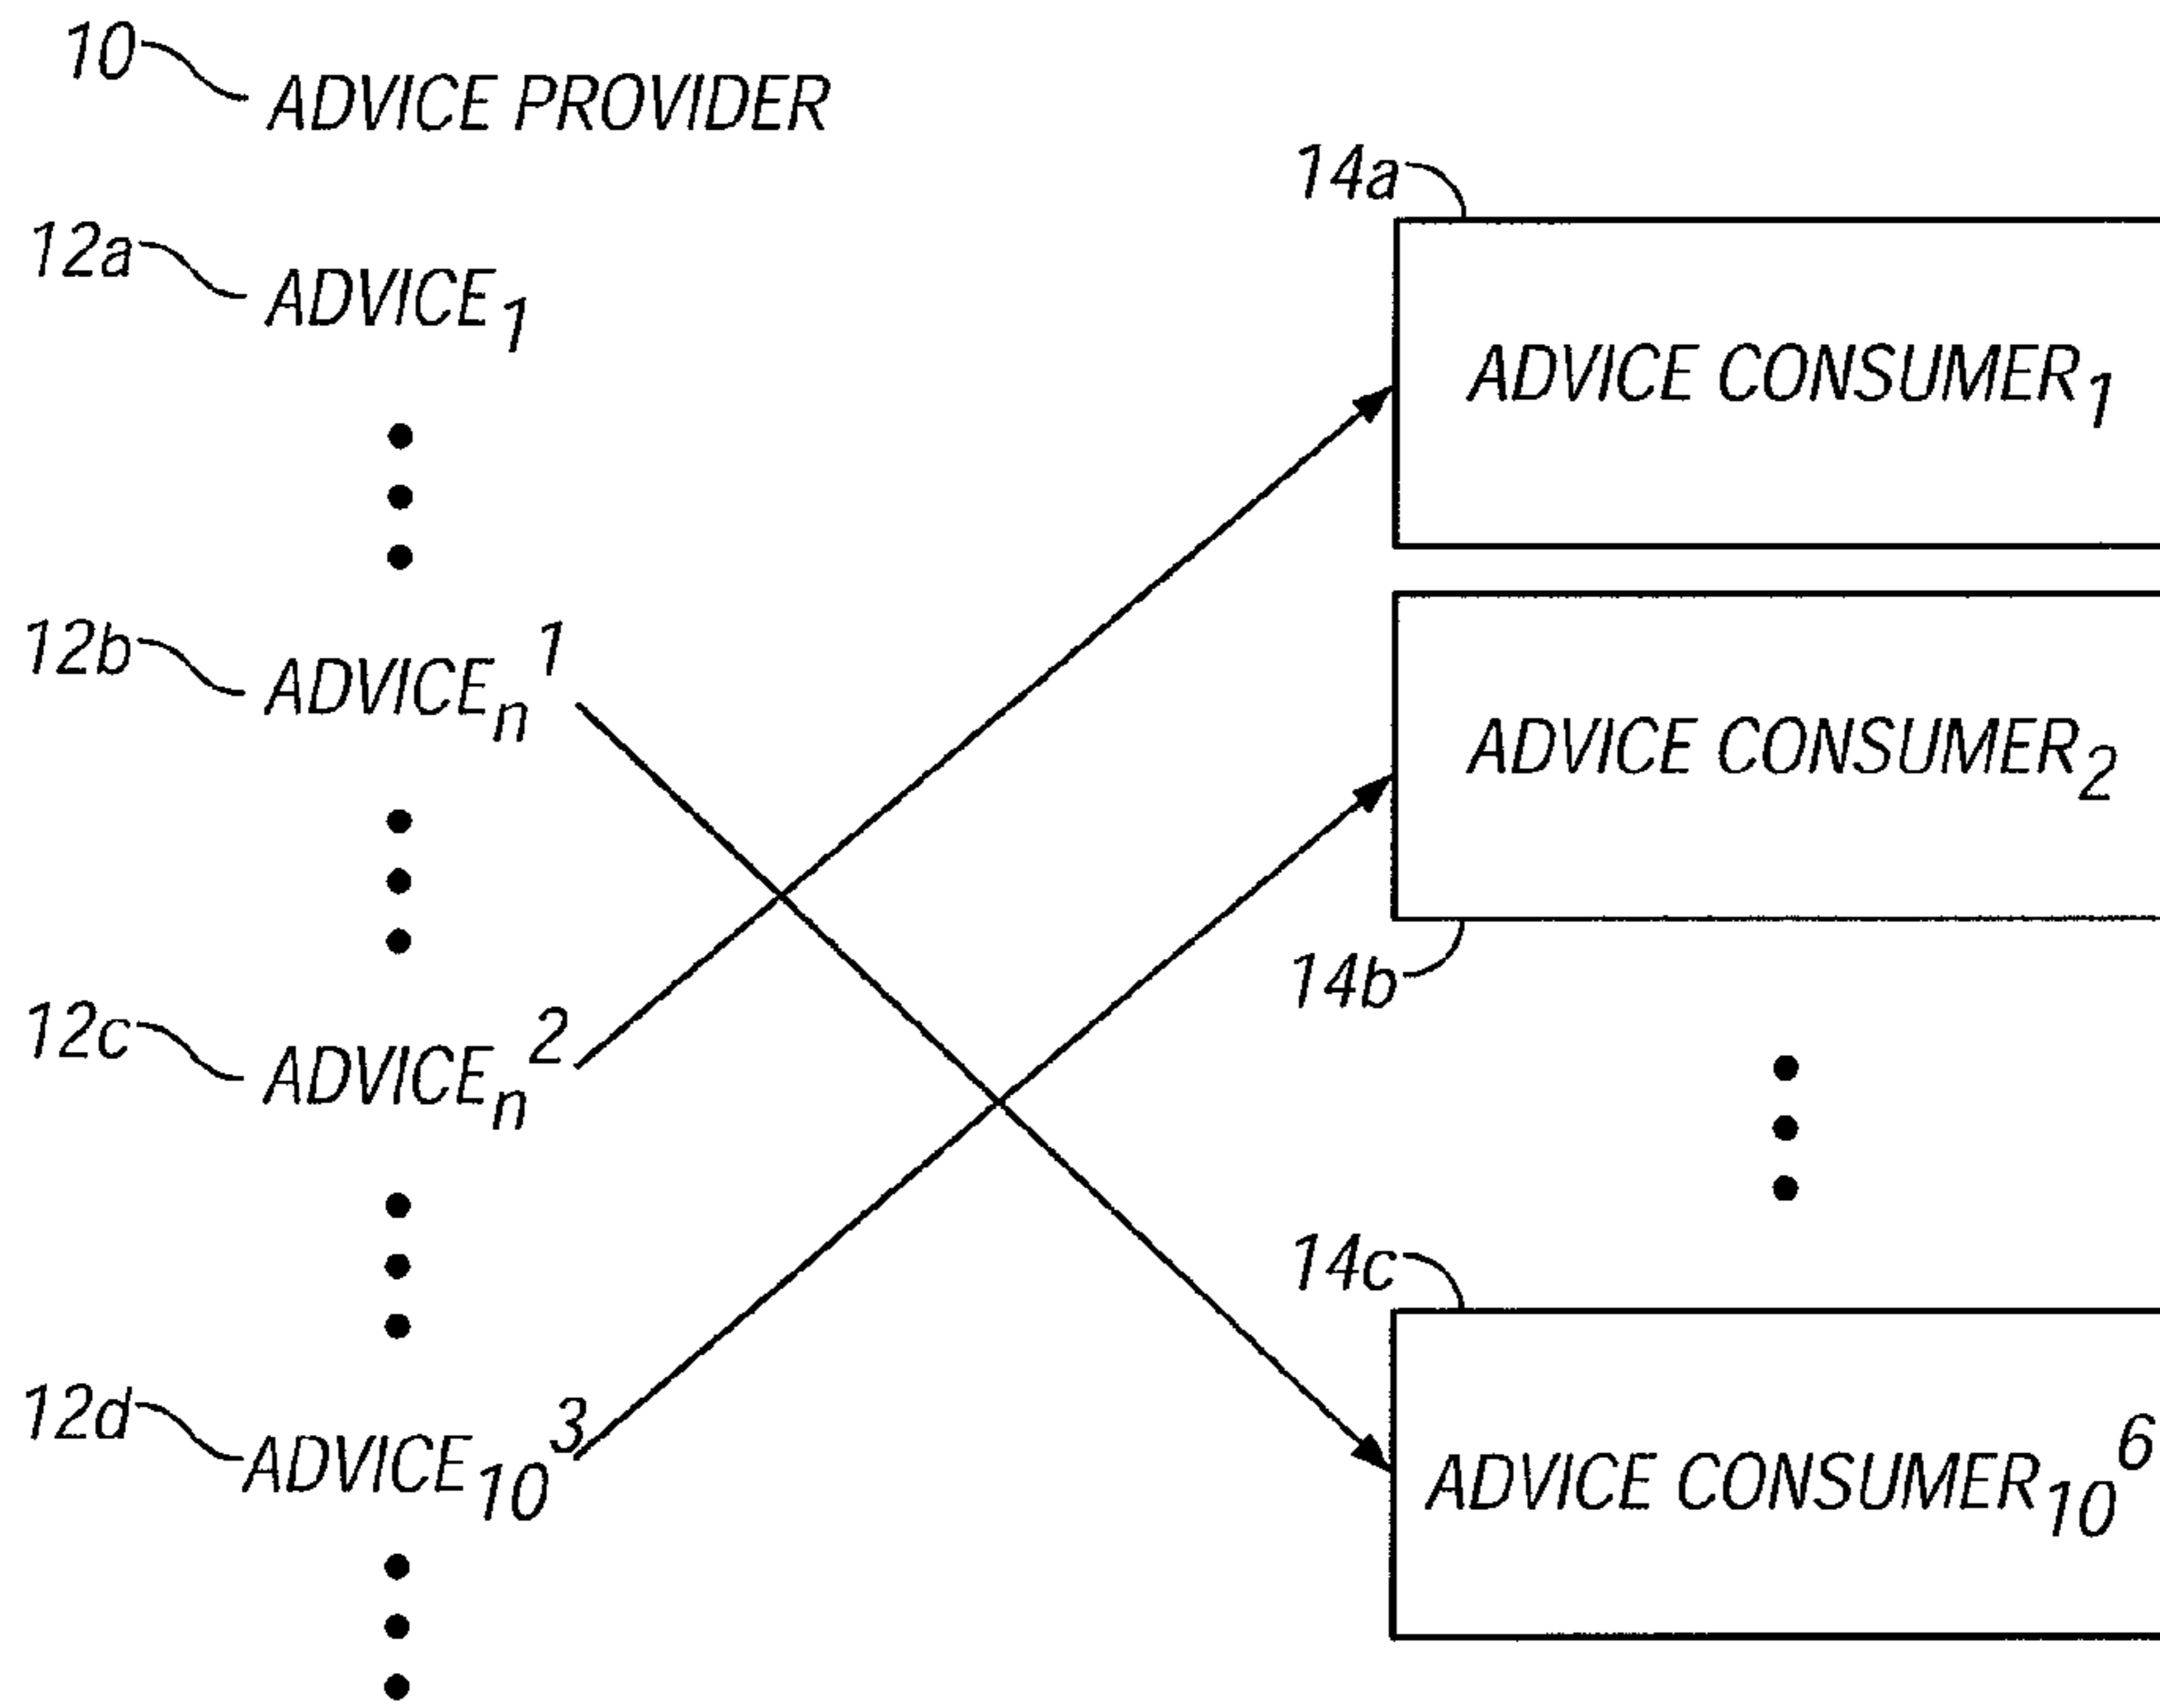 10 ADVICE PROVIDER
12a ADVICE1
12b ADVICEn1
12c ADVICEn2
12d ADVICE103
14a
ADVICE CONSUMER1
ADVICE CONSUMER2
14b
14c
ADVICE CONSUMER106